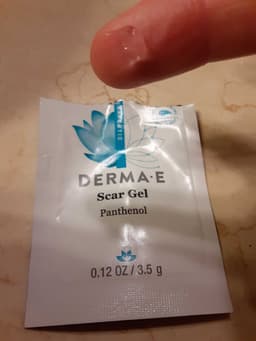 DERMA·E
Scar Gel
Panthenol
0.12 OZ / 3.5 g